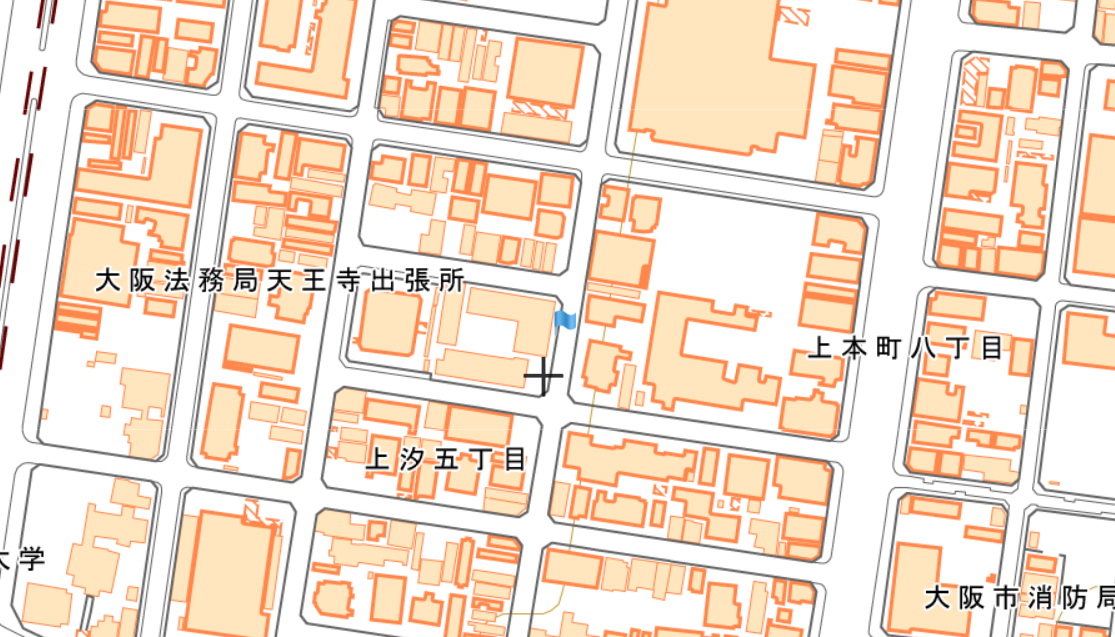 大阪法務局天王寺出張所
上本町八丁目
上汐五丁目
大学
大阪市消防局